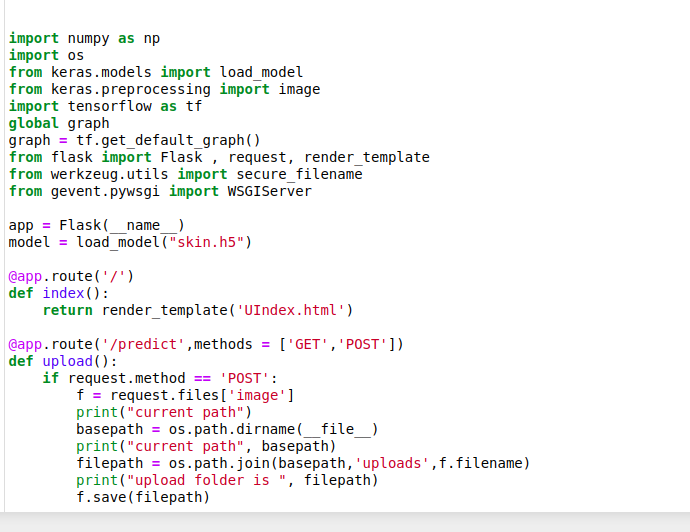 import numpy as np
import os
from keras.models import load_model
from keras.preprocessing import image
import tensorflow as tf
global graph
graph = tf.get_default_graph()
from flask import Flask , request, render_template
from werkzeug.utils import secure_filename
from gevent.pywsgi import WSGIServer

app = Flask(__name__)
model = load_model("skin.h5")

@app.route('/')
def index():
    return render_template('UIndex.html')

@app.route('/predict',methods = ['GET','POST'])
def upload():
    if request.method == 'POST':
        f = request.files['image']
        print("current path")
        basepath = os.path.dirname(__file__)
        print("current path", basepath)
        filepath = os.path.join(basepath,'uploads',f.filename)
        print("upload folder is ", filepath)
        f.save(filepath)